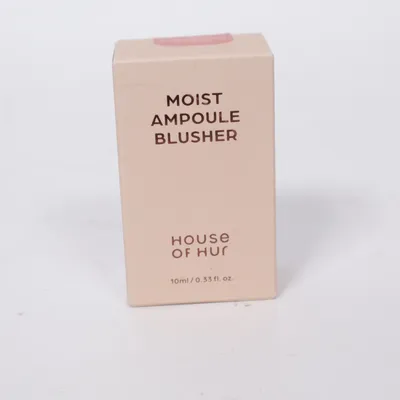 MOIST
AMPOULE
BLUSHER
HOUSe
OF HUr
10ml / 0.33 fl. oz.